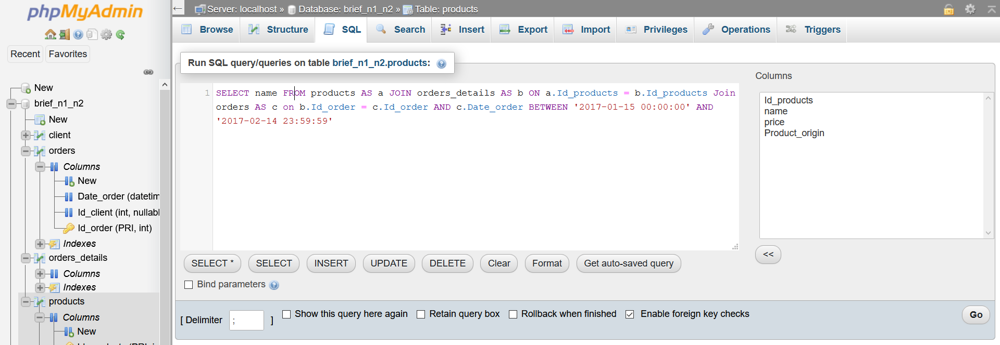 phpMyAdmin
Recent Favorites
New
brief_n1_n2
New
client
orders
Columns
New
Date_order (datetim
Id_client (int, nullabl
Id_order (PRI, int)
Indexes
orders_details
Columns
Indexes
products
Columns
New
Server: localhost » Database: brief_n1_n2 » Table: products
Browse Structure SQL Search Insert Export Import Privileges Operations Triggers
Run SQL query/queries on table brief_n1_n2.products:
1 SELECT name FROM products AS a JOIN orders_details AS b ON a.Id_products = b.Id_products Join
orders AS c on b.Id_order = c.Id_order AND c.Date_order BETWEEN '2017-01-15 00:00:00' AND
'2017-02-14 23:59:59'
Columns
Id_products
name
price
Product_origin
<<
SELECT * SELECT INSERT UPDATE DELETE Clear Format Get auto-saved query
Bind parameters
[ Delimiter ; ] Show this query here again Retain query box Rollback when finished Enable foreign key checks Go